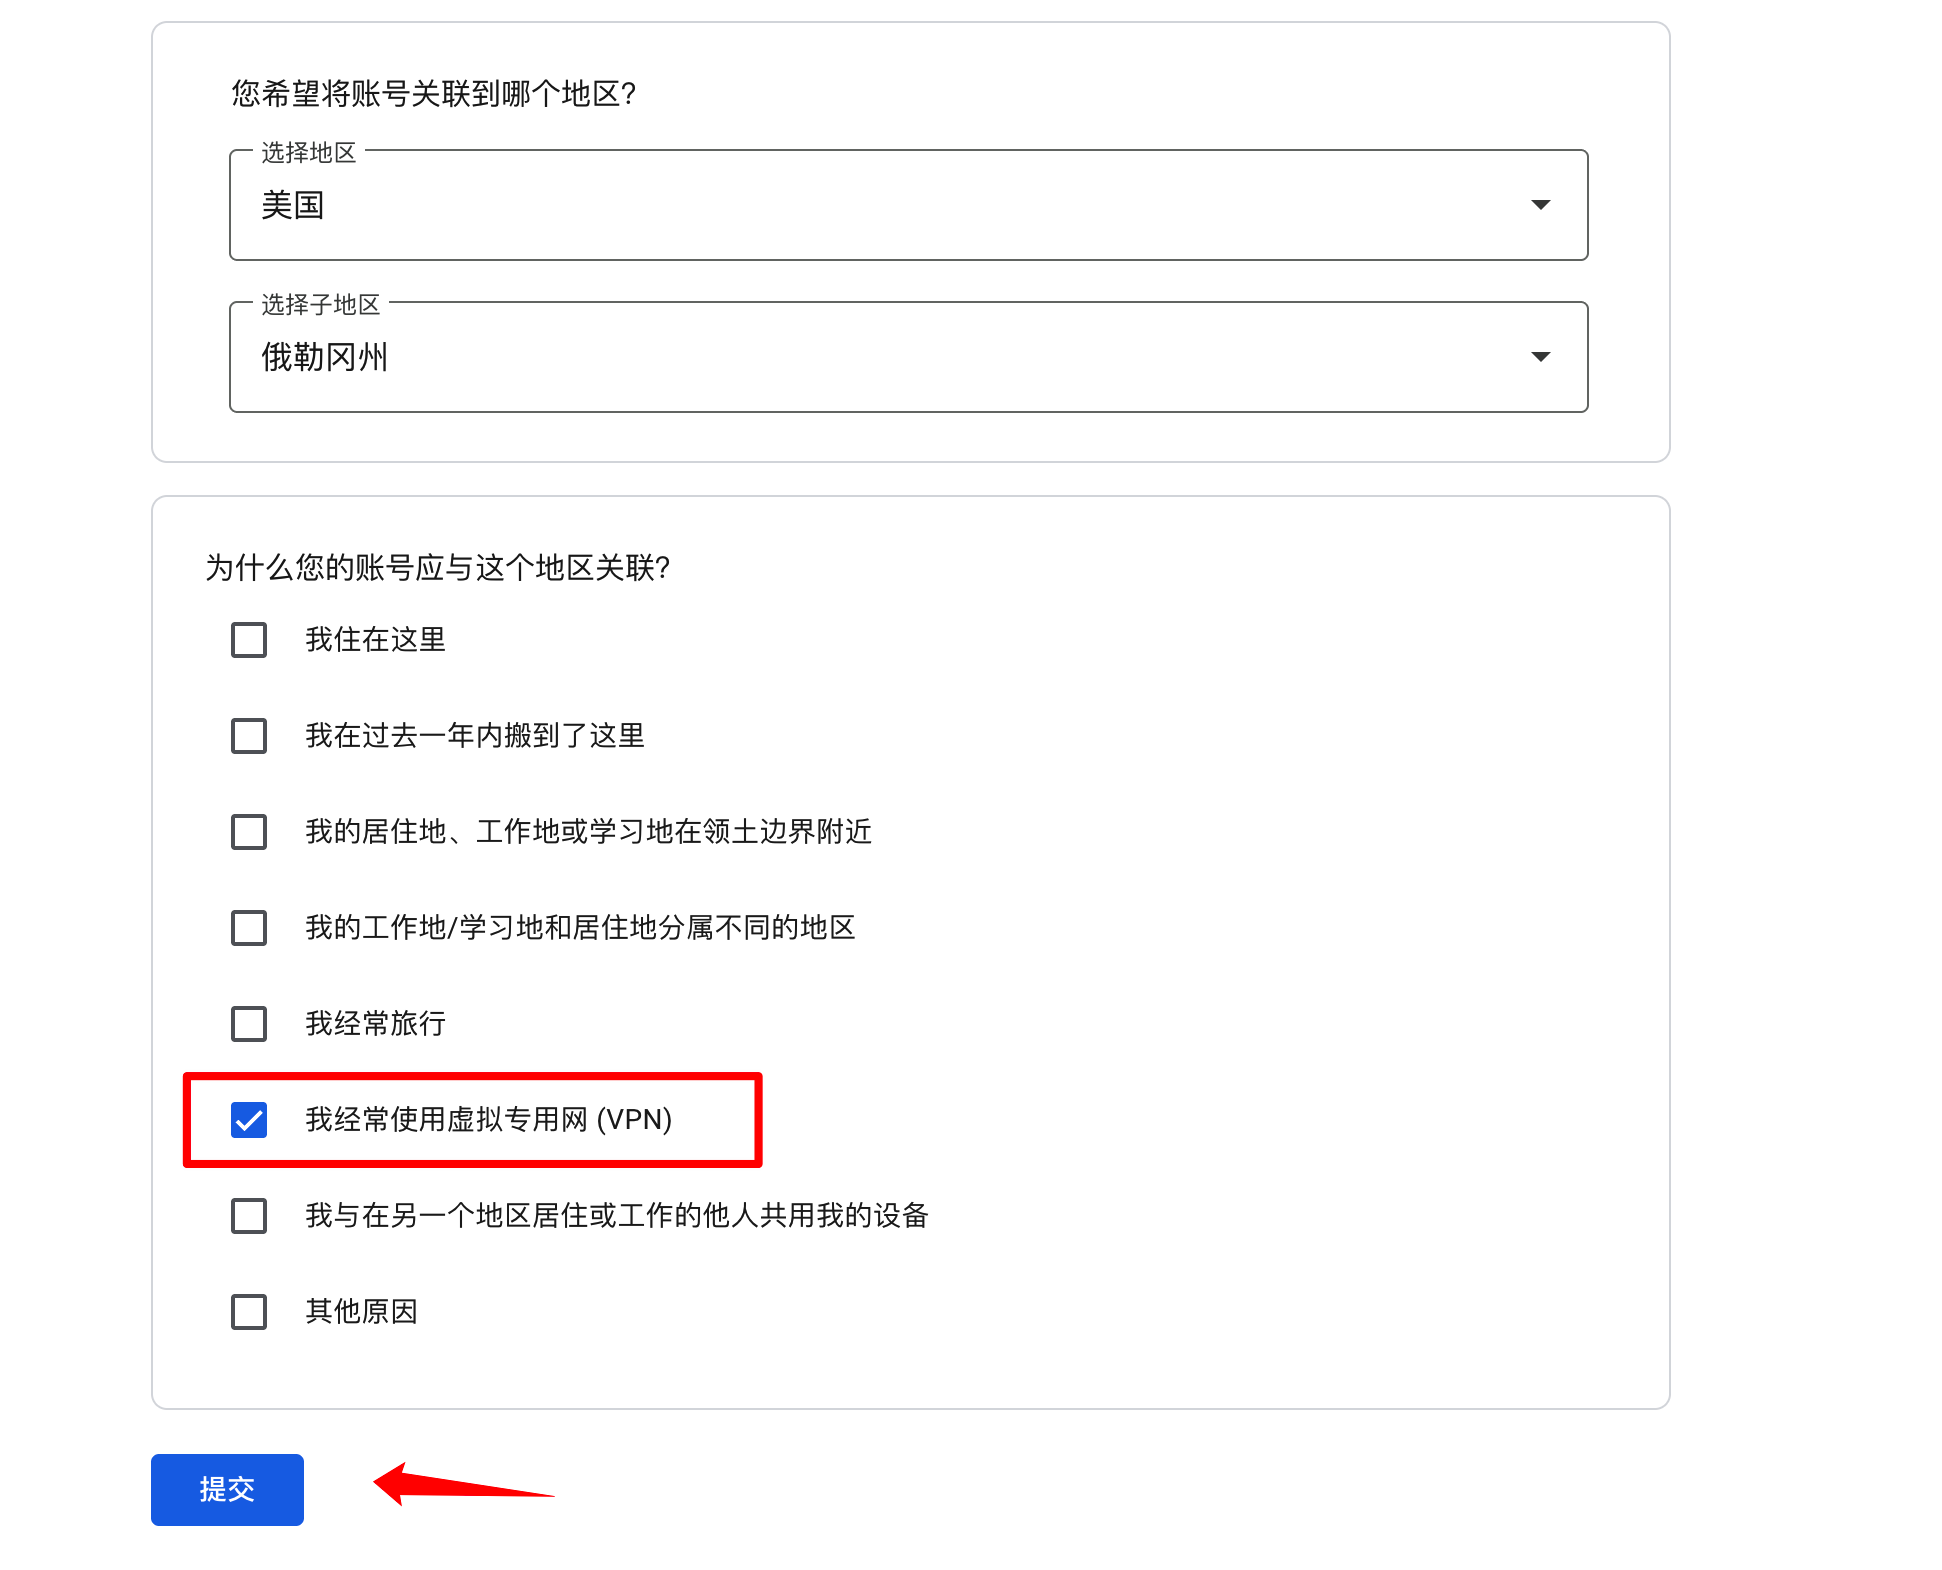 您希望将账号关联到哪个地区?
选择地区
美国
选择子地区
俄勒冈州
为什么您的账号应与这个地区关联?
我住在这里
我在过去一年内搬到了这里
我的居住地、工作地或学习地在领土边界附近
我的工作地/学习地和居住地分属不同的地区
我经常旅行
我经常使用虚拟专用网 (VPN)
我与在另一个地区居住或工作的他人共用我的设备
其他原因
提交